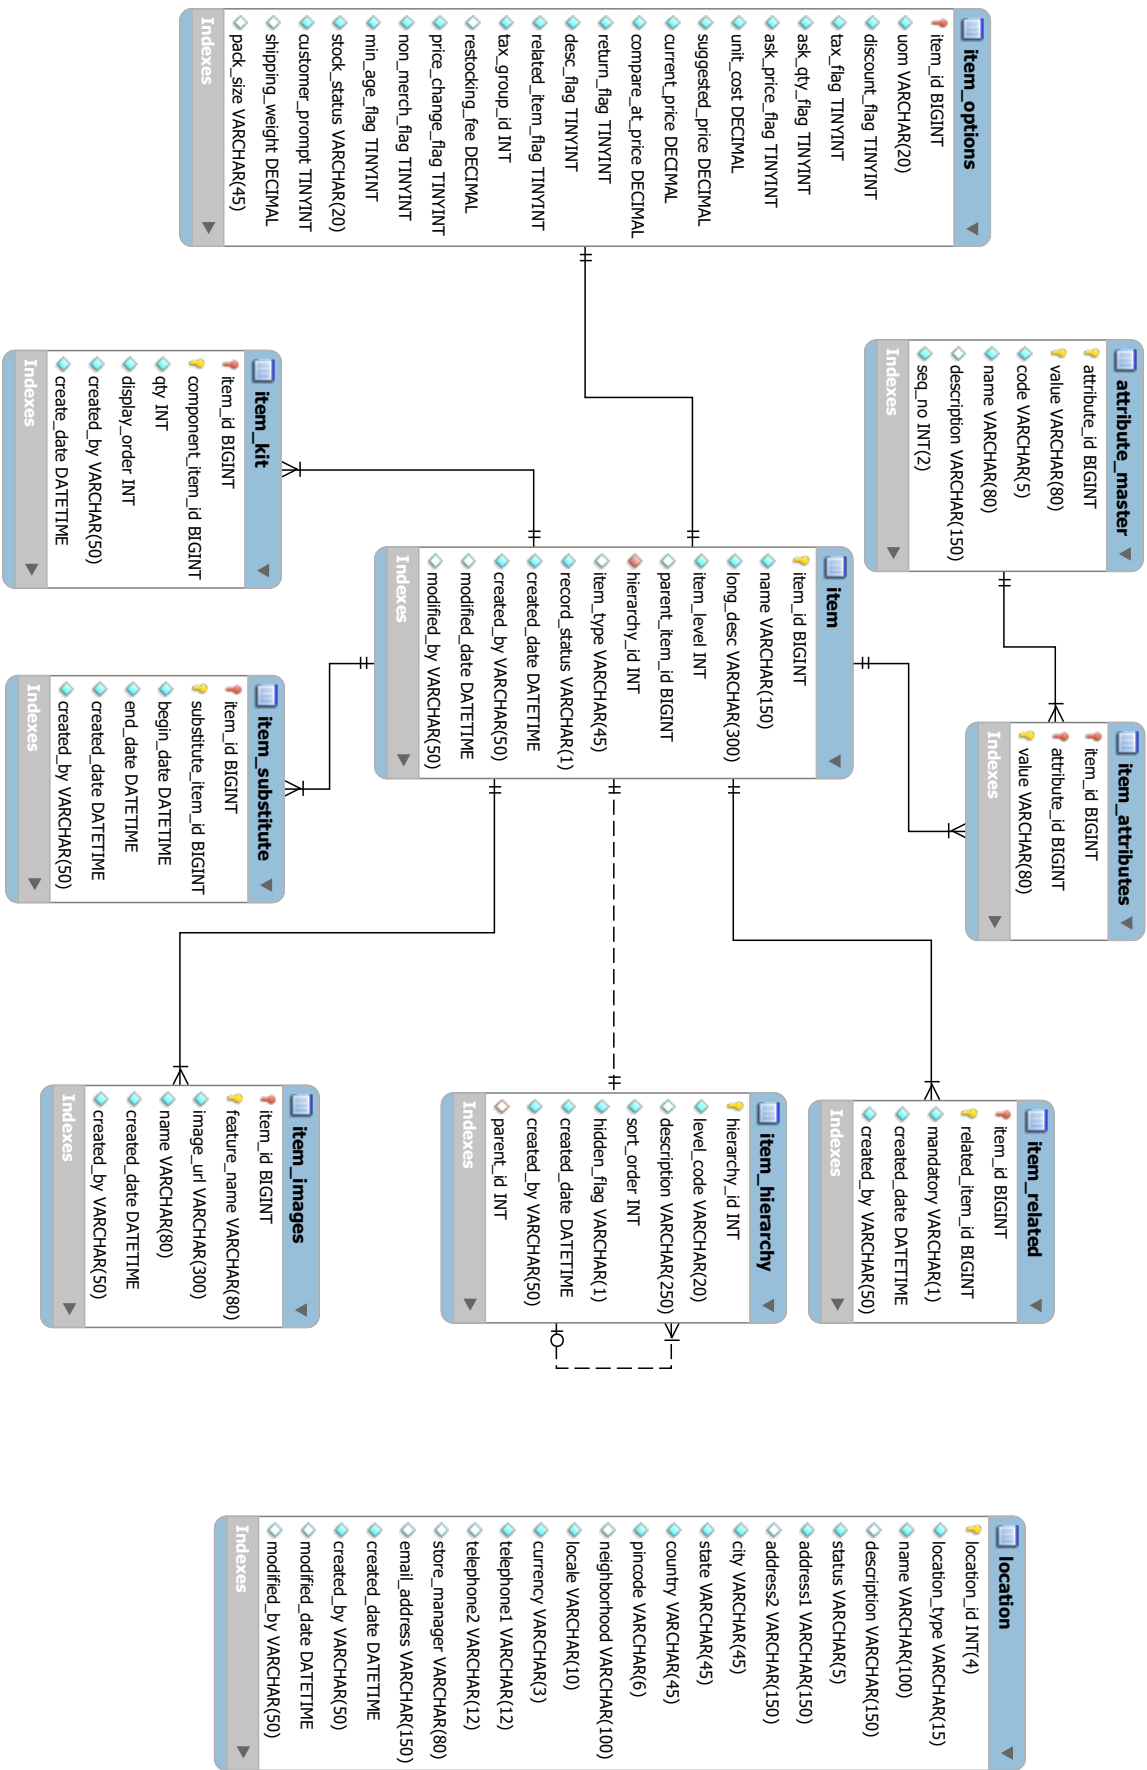 item_options
item_id BIGINT
uom VARCHAR(20)
discount_flag TINYINT
tax_flag TINYINT
ask_qty_flag TINYINT
ask_price_flag TINYINT
unit_cost DECIMAL
suggested_price DECIMAL
current_price DECIMAL
compare_at_price DECIMAL
return_flag TINYINT
desc_flag TINYINT
related_item_flag TINYINT
tax_group_id INT
restocking_fee DECIMAL
price_change_flag TINYINT
non_merch_flag TINYINT
min_age_flag TINYINT
stock_status VARCHAR(20)
customer_prompt TINYINT
shipping_weight DECIMAL
pack_size VARCHAR(45)
Indexes
attribute_master
attribute_id BIGINT
value VARCHAR(80)
code VARCHAR(5)
name VARCHAR(80)
description VARCHAR(150)
seq_no INT(2)
Indexes
item_kit
item_id BIGINT
component_item_id BIGINT
qty INT
display_order INT
created_by VARCHAR(50)
create_date DATETIME
Indexes
item
item_id BIGINT
name VARCHAR(150)
long_desc VARCHAR(300)
item_level INT
parent_item_id BIGINT
hierarchy_id INT
item_type VARCHAR(45)
record_status VARCHAR(1)
created_date DATETIME
created_by VARCHAR(50)
modified_date DATETIME
modified_by VARCHAR(50)
Indexes
item_attributes
item_id BIGINT
attribute_id BIGINT
value VARCHAR(80)
Indexes
item_substitute
item_id BIGINT
substitute_item_id BIGINT
begin_date DATETIME
end_date DATETIME
created_date DATETIME
created_by VARCHAR(50)
Indexes
item_related
item_id BIGINT
related_item_id BIGINT
mandatory VARCHAR(1)
created_date DATETIME
created_by VARCHAR(50)
Indexes
item_hierarchy
hierarchy_id INT
level_code VARCHAR(20)
description VARCHAR(250)
sort_order INT
hidden_flag VARCHAR(1)
created_date DATETIME
created_by VARCHAR(50)
parent_id INT
Indexes
item_images
item_id BIGINT
feature_name VARCHAR(80)
image_url VARCHAR(300)
name VARCHAR(80)
created_date DATETIME
created_by VARCHAR(50)
Indexes
location
location_id INT(4)
location_type VARCHAR(15)
name VARCHAR(100)
description VARCHAR(150)
status VARCHAR(5)
address1 VARCHAR(150)
address2 VARCHAR(150)
city VARCHAR(45)
state VARCHAR(45)
country VARCHAR(45)
pincode VARCHAR(6)
neighborhood VARCHAR(100)
locale VARCHAR(10)
currency VARCHAR(3)
telephone1 VARCHAR(12)
telephone2 VARCHAR(12)
store_manager VARCHAR(80)
email_address VARCHAR(150)
created_date DATETIME
created_by VARCHAR(50)
modified_date DATETIME
modified_by VARCHAR(50)
Indexes